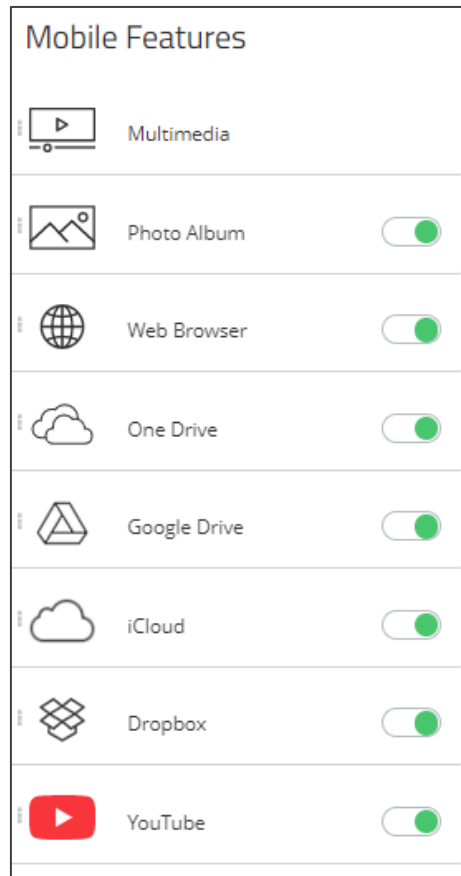 Mobile Features
Multimedia
Photo Album
Web Browser
One Drive
Google Drive
iCloud
Dropbox
YouTube